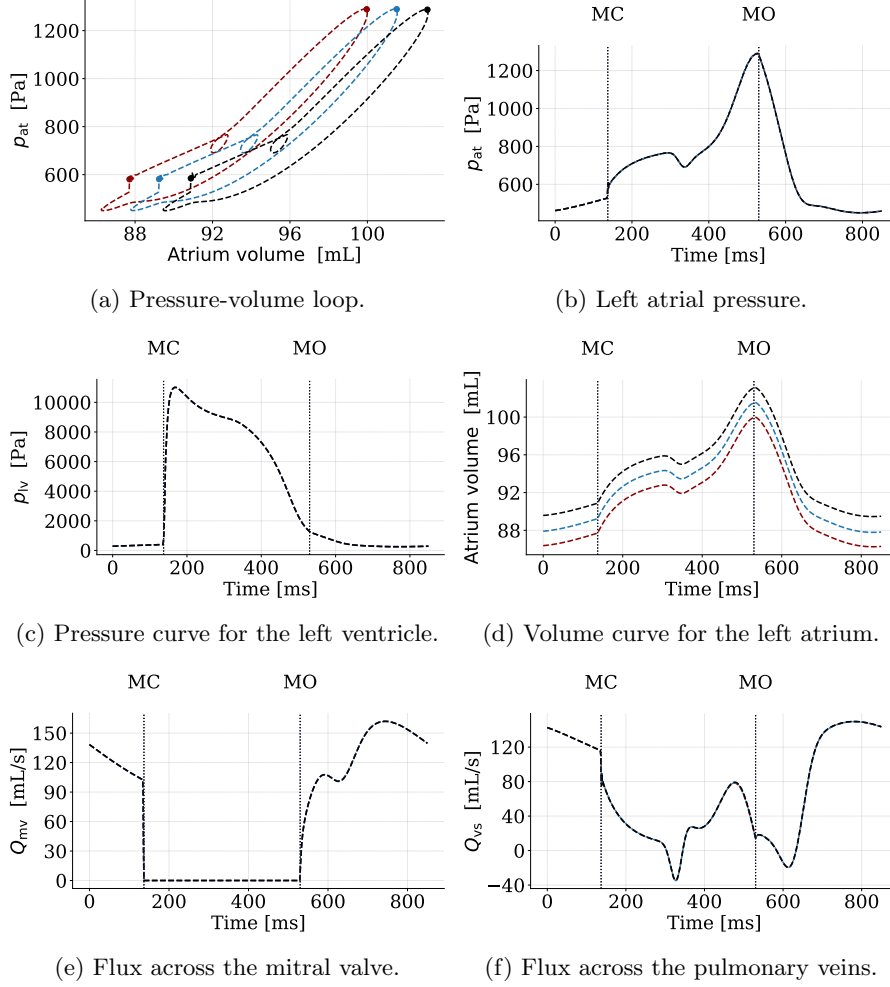 1200
1000
800
600
p_at [Pa]
88
92
96
100
Atrium volume [mL]
(a) Pressure-volume loop.
MC
MO
1200
1000
800
600
p_at [Pa]
0
200
400
600
800
Time [ms]
(b) Left atrial pressure.
MC
MO
10000
8000
6000
4000
2000
0
p_lv [Pa]
0
200
400
600
800
Time [ms]
(c) Pressure curve for the left ventricle.
MC
MO
100
96
92
88
Atrium volume [mL]
0
200
400
600
800
Time [ms]
(d) Volume curve for the left atrium.
MC
MO
150
120
90
60
30
0
Q_mv [mL/s]
0
200
400
600
800
Time [ms]
(e) Flux across the mitral valve.
MC
MO
120
80
40
0
−40
Q_vs [mL/s]
0
200
400
600
800
Time [ms]
(f) Flux across the pulmonary veins.